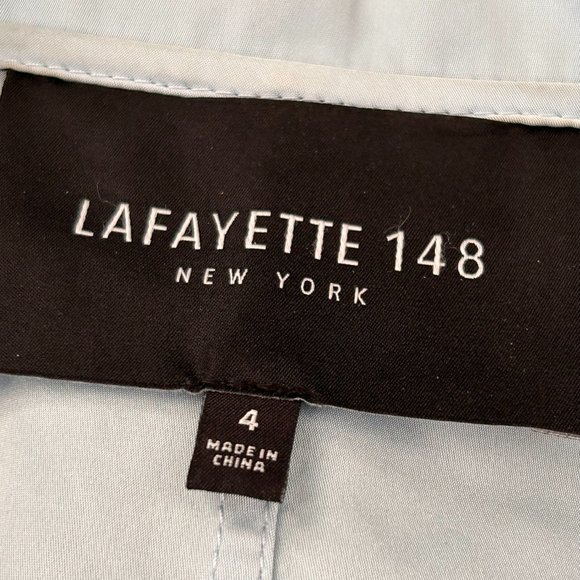 LAFAYETTE 148
NEW YORK
4
MADE IN
CHINA